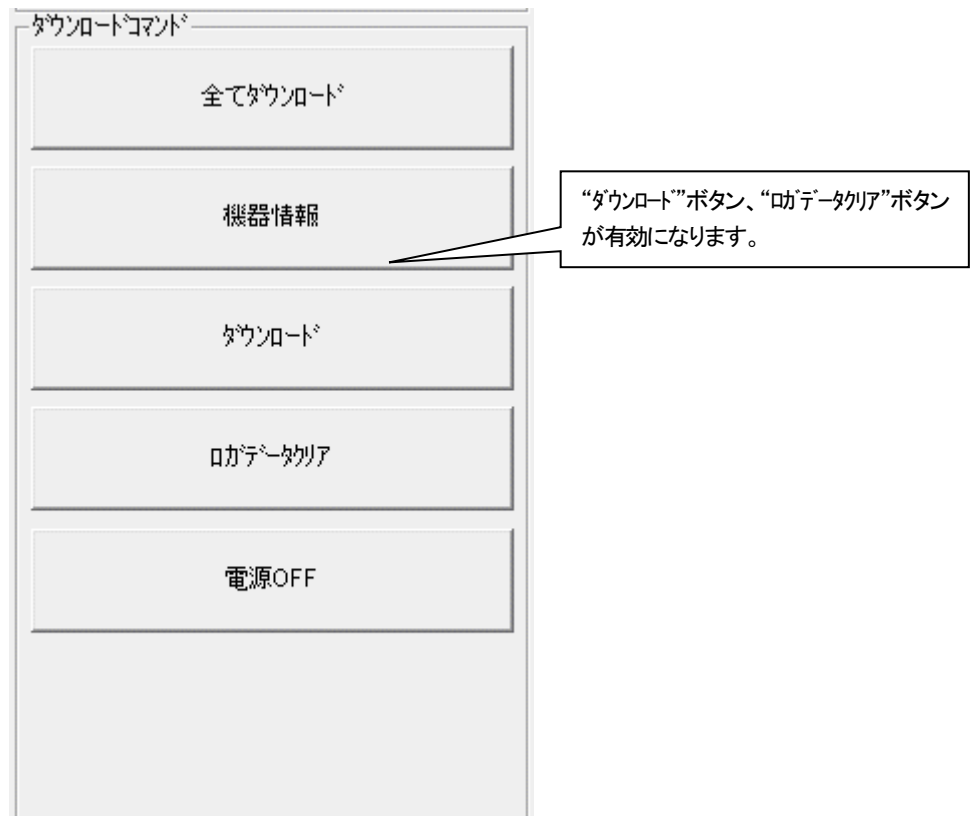 ﾀﾞウンロードｺﾏﾝﾄﾞ
全てﾀﾞウンロード
機器情報
“ﾀﾞウンロード”ボタン、“ロガデータクリア”ボタン
が有効になります。
ﾀﾞウンロード
ロガデータクリア
電源OFF